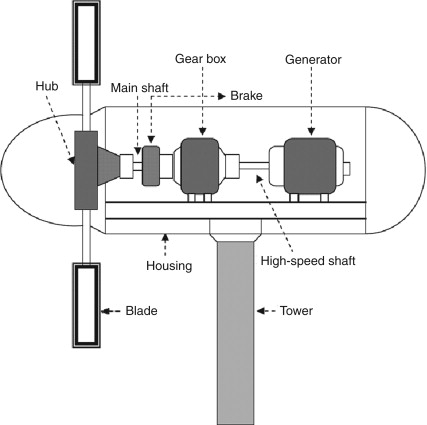 Gear box
Generator
Hub
Main shaft
Brake
Housing
High-speed shaft
Blade
Tower